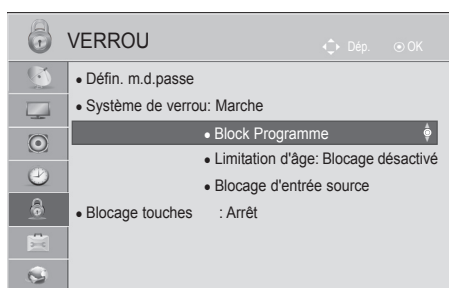 VERROU
Dép. OK
• Défin. m.d.passe
• Système de verrou: Marche
• Block Programme
• Limitation d'âge: Blocage désactivé
• Blocage d'entrée source
• Blocage touches : Arrêt